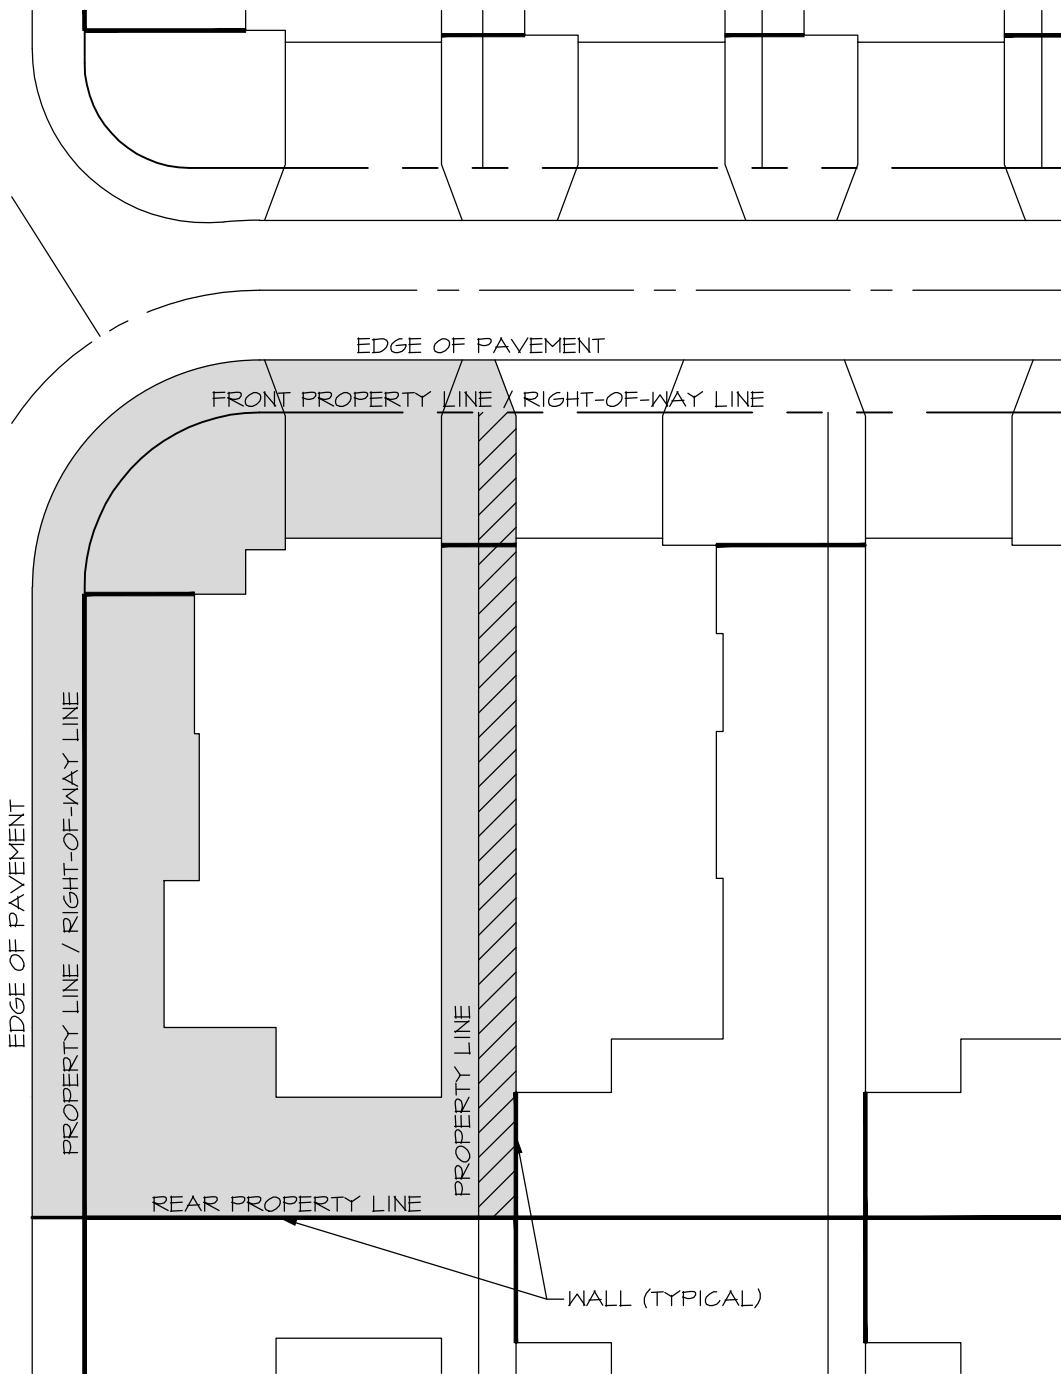 EDGE OF PAVEMENT
FRONT PROPERTY LINE / RIGHT-OF-WAY LINE
EDGE OF PAVEMENT
PROPERTY LINE / RIGHT-OF-WAY LINE
PROPERTY LINE
REAR PROPERTY LINE
WALL (TYPICAL)